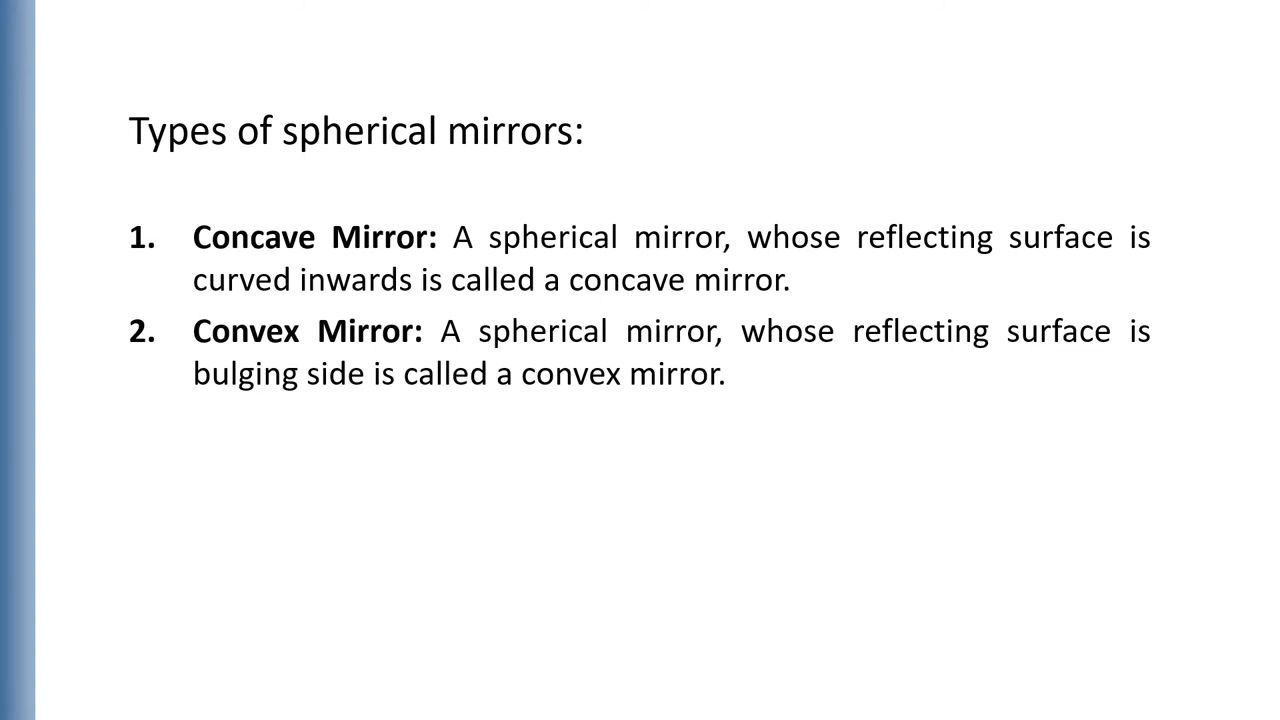 Types of spherical mirrors:
1. Concave Mirror: A spherical mirror, whose reflecting surface is
curved inwards is called a concave mirror.
2. Convex Mirror: A spherical mirror, whose reflecting surface is
bulging side is called a convex mirror.